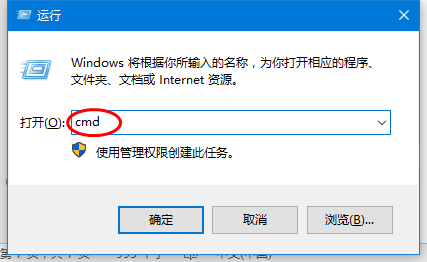 运行
Windows 将根据你所输入的名称，为你打开相应的程序、
文件夹、文档或 Internet 资源。
打开(O): cmd
使用管理权限创建此任务。
确定 取消 浏览(B)...